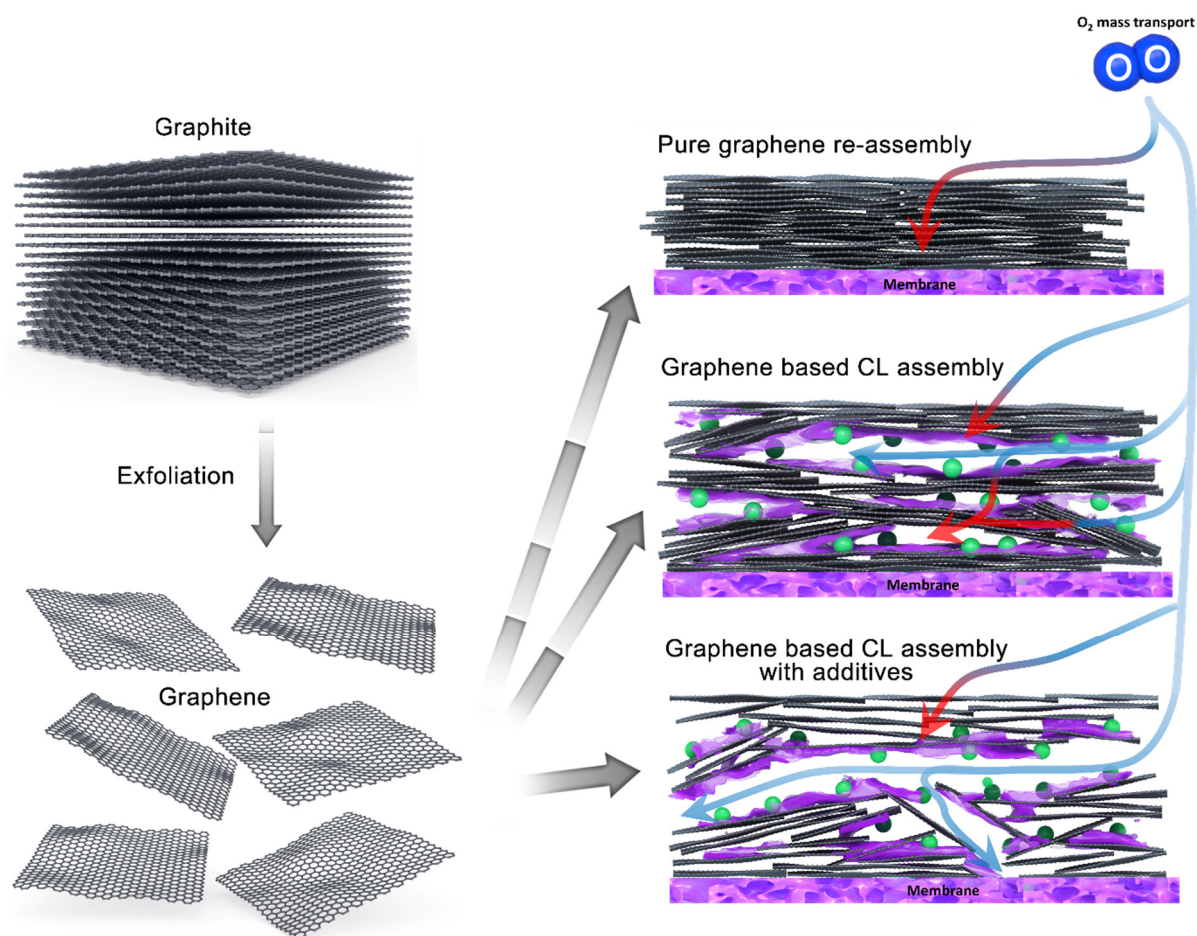 O₂ mass transport
O O
Graphite
Pure graphene re-assembly
Membrane
Graphene based CL assembly
Exfoliation
Membrane
Graphene based CL assembly
with additives
Graphene
Membrane